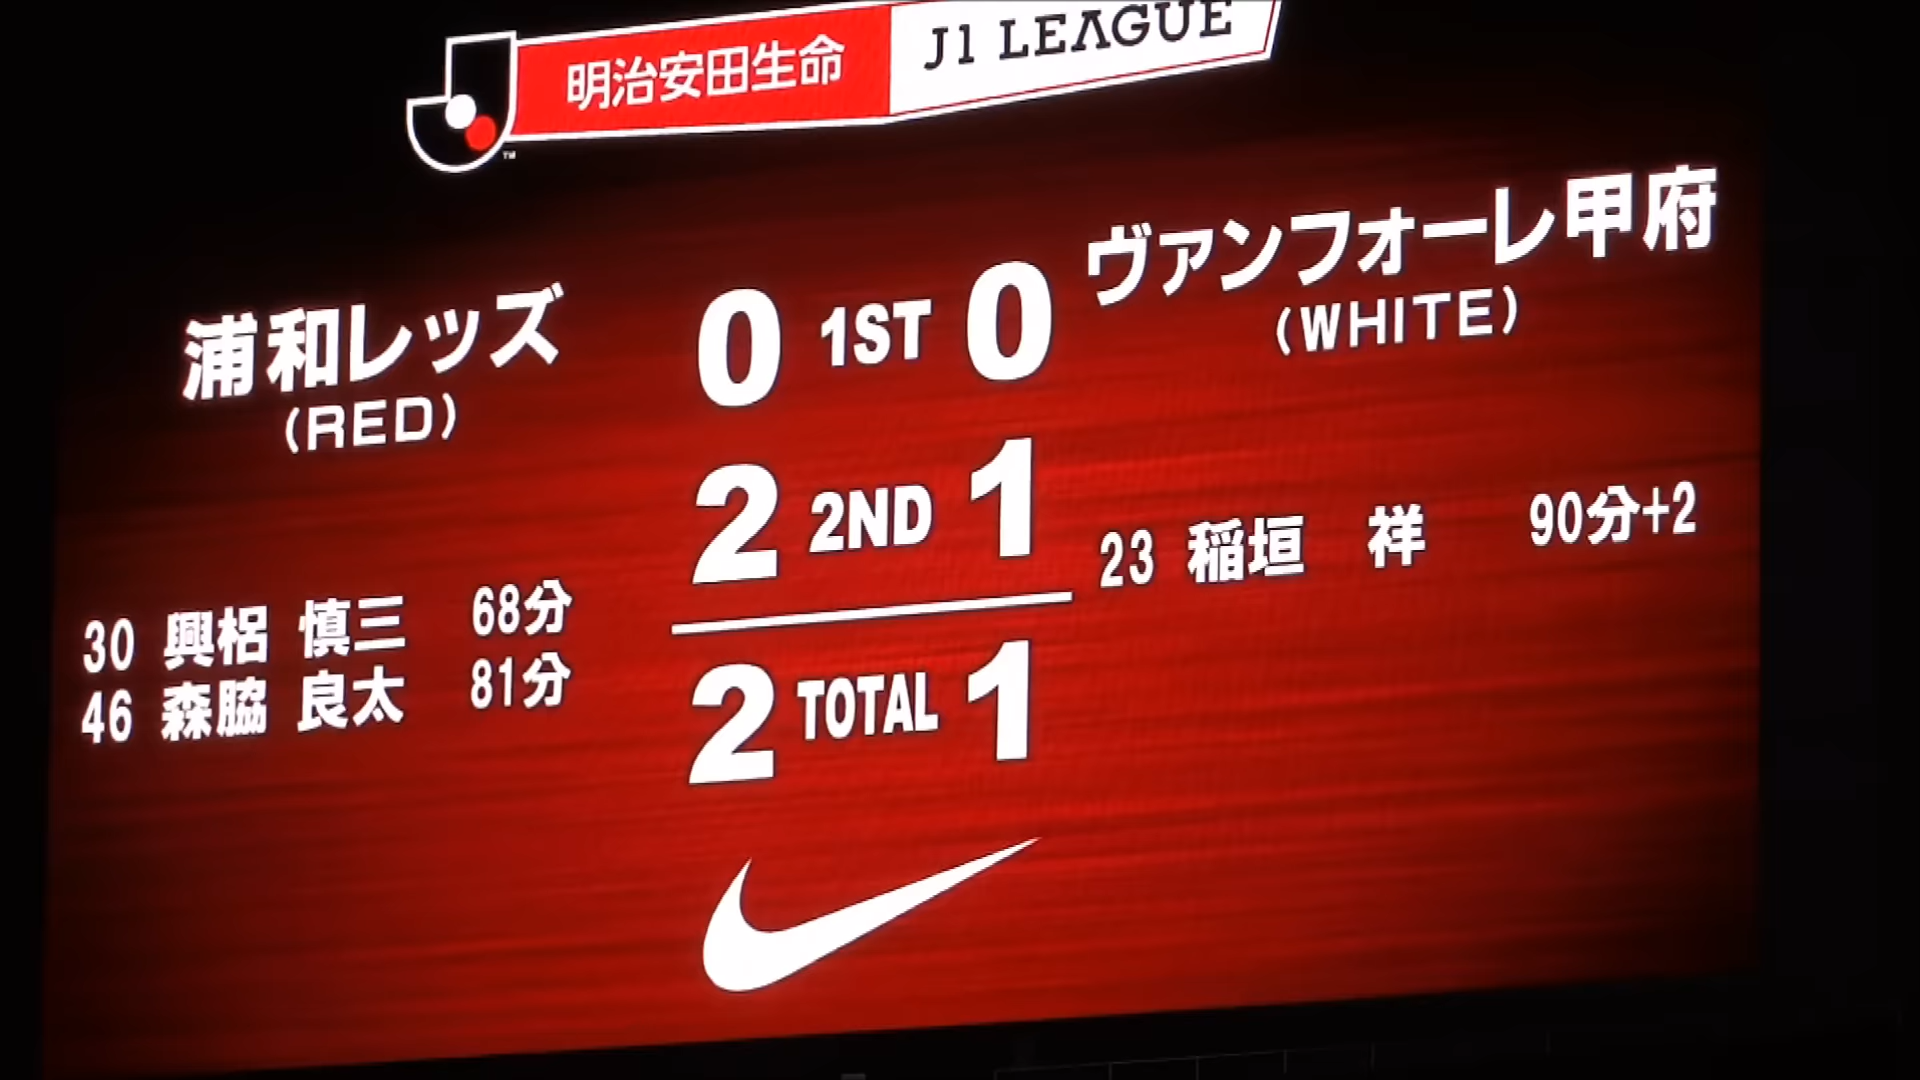 明治安田生命 J1 LEAGUE
TM
浦和レッズ
(RED)
ヴァンフォーレ甲府
(WHITE)
0 1ST 0
2 2ND 1
30 興梠 慎三 68分
46 森脇 良太 81分
23 稲垣 祥 90分+2
2 TOTAL 1